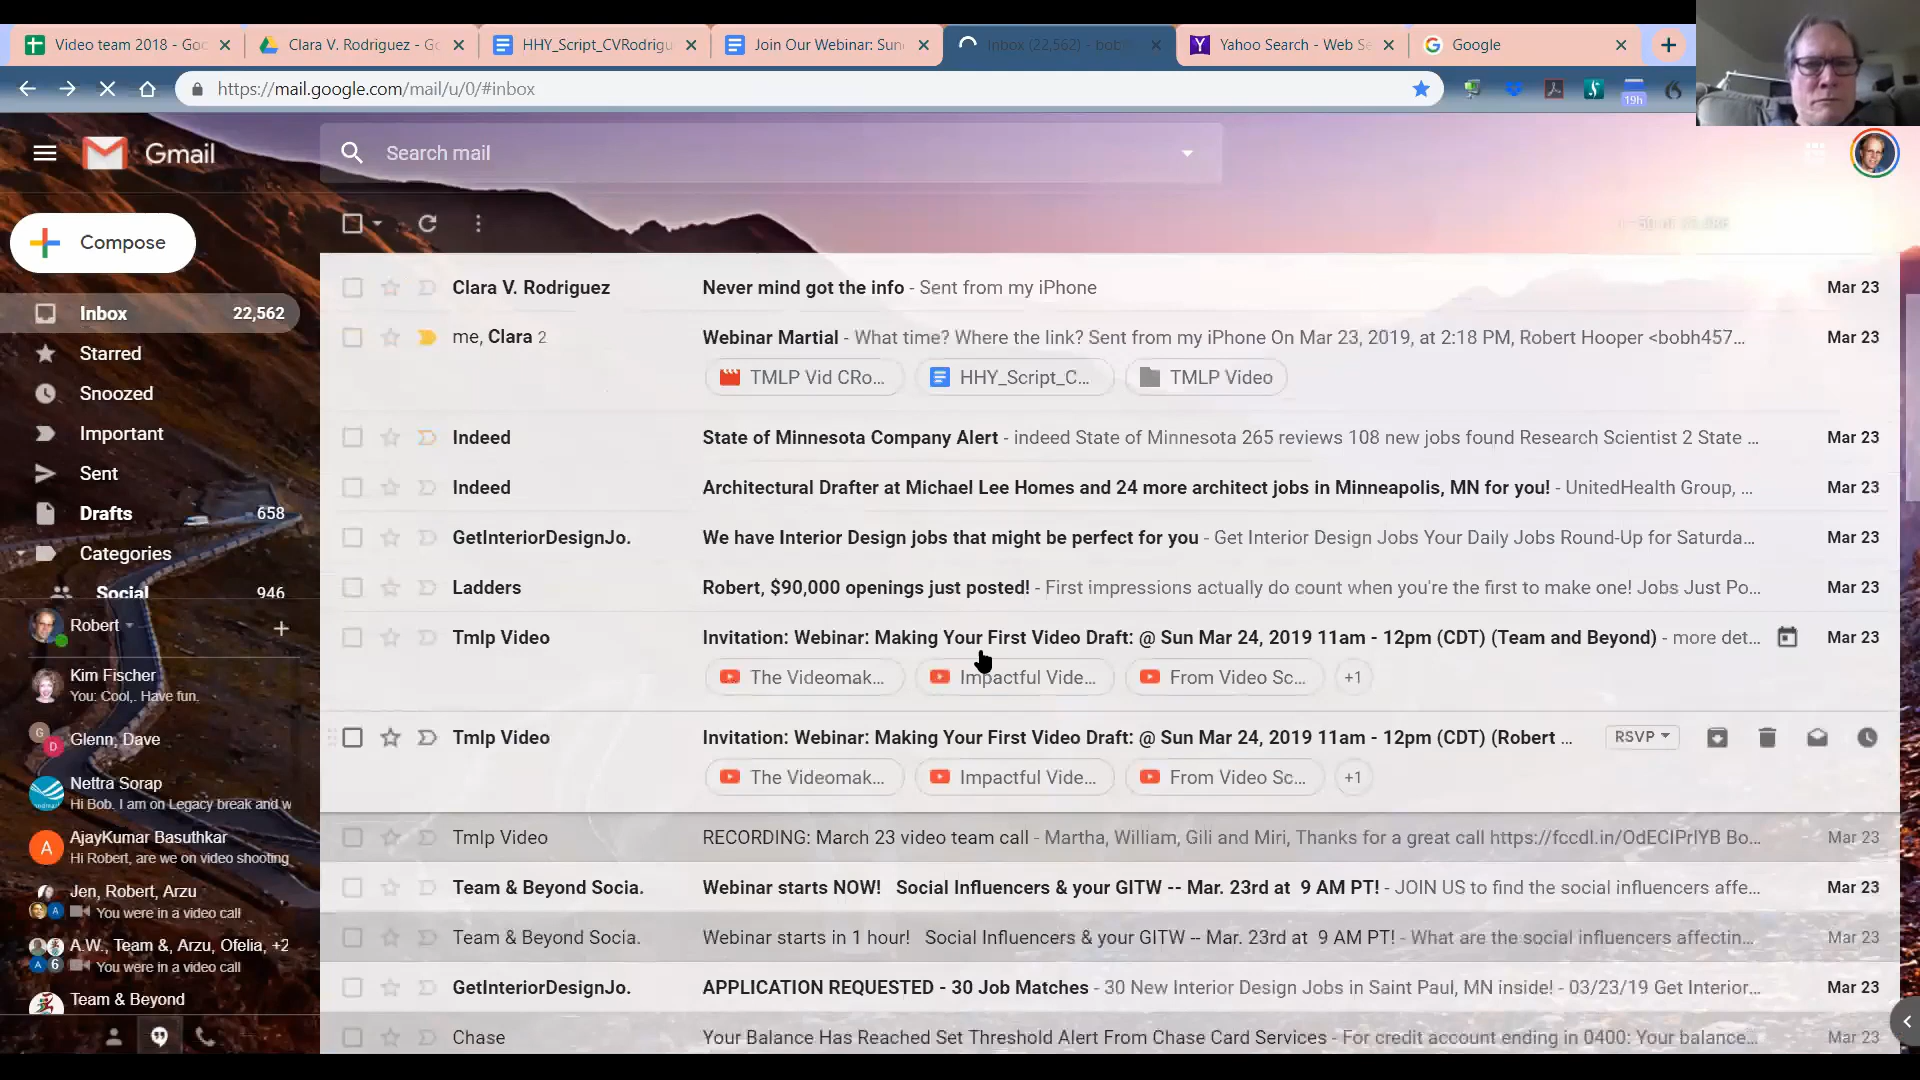 Video team 2018 - Goo
Clara V. Rodriguez - Go
HHY_Script_CVRodrigu
Join Our Webinar: Sun
Inbox (22,562) - bob
Yahoo Search - Web Se
Google
https://mail.google.com/mail/u/0/#inbox
19h
Gmail
Search mail
Compose
Inbox 22,562
Starred
Snoozed
Important
Sent
Drafts 658
Categories
Social 946
Robert
Kim Fischer
You: Cool,. Have fun.
Glenn, Dave
Nettra Sorap
Hi Bob. I am on Legacy break and w
AjayKumar Basuthkar
Hi Robert, are we on video shooting
Jen, Robert, Arzu
You were in a video call
A.W., Team &, Arzu, Ofelia, +2
You were in a video call
Team & Beyond
Clara V. Rodriguez Never mind got the info - Sent from my iPhone Mar 23
me, Clara 2 Webinar Martial - What time? Where the link? Sent from my iPhone On Mar 23, 2019, at 2:18 PM, Robert Hooper <bobh457... Mar 23
TMLP Vid CRo... HHY_Script_C... TMLP Video
Indeed State of Minnesota Company Alert - indeed State of Minnesota 265 reviews 108 new jobs found Research Scientist 2 State ... Mar 23
Indeed Architectural Drafter at Michael Lee Homes and 24 more architect jobs in Minneapolis, MN for you! - UnitedHealth Group, ... Mar 23
GetInteriorDesignJo. We have Interior Design jobs that might be perfect for you - Get Interior Design Jobs Your Daily Jobs Round-Up for Saturda... Mar 23
Ladders Robert, $90,000 openings just posted! - First impressions actually do count when you're the first to make one! Jobs Just Po... Mar 23
Tmlp Video Invitation: Webinar: Making Your First Video Draft: @ Sun Mar 24, 2019 11am - 12pm (CDT) (Team and Beyond) - more det... Mar 23
The Videomak... Impactful Vide... From Video Sc... +1
Tmlp Video Invitation: Webinar: Making Your First Video Draft: @ Sun Mar 24, 2019 11am - 12pm (CDT) (Robert ... RSVP
The Videomak... Impactful Vide... From Video Sc... +1
Tmlp Video RECORDING: March 23 video team call - Martha, William, Gili and Miri, Thanks for a great call https://fccdl.in/OdECIPrIYB Bo... Mar 23
Team & Beyond Socia. Webinar starts NOW! Social Influencers & your GITW -- Mar. 23rd at 9 AM PT! - JOIN US to find the social influencers affe... Mar 23
Team & Beyond Socia. Webinar starts in 1 hour! Social Influencers & your GITW -- Mar. 23rd at 9 AM PT! - What are the social influencers affectin... Mar 23
GetInteriorDesignJo. APPLICATION REQUESTED - 30 Job Matches - 30 New Interior Design Jobs in Saint Paul, MN inside! - 03/23/19 Get Interior... Mar 23
Chase Your Balance Has Reached Set Threshold Alert From Chase Card Services - For credit account ending in 0400: Your balance... Mar 23